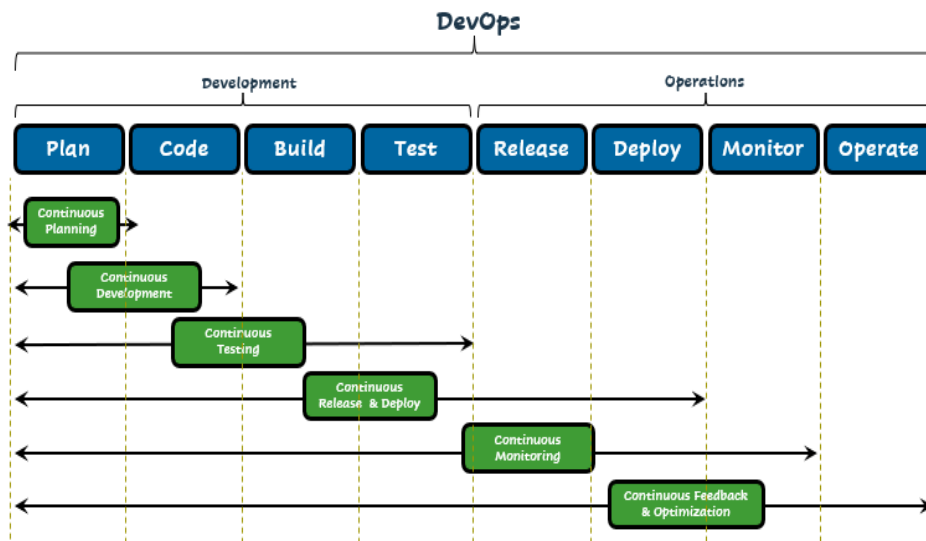 DevOps
Development
Operations
Plan
Code
Build
Test
Release
Deploy
Monitor
Operate
Continuous
Planning
Continuous
Development
Continuous
Testing
Continuous
Release & Deploy
Continuous
Monitoring
Continuous Feedback
& Optimization